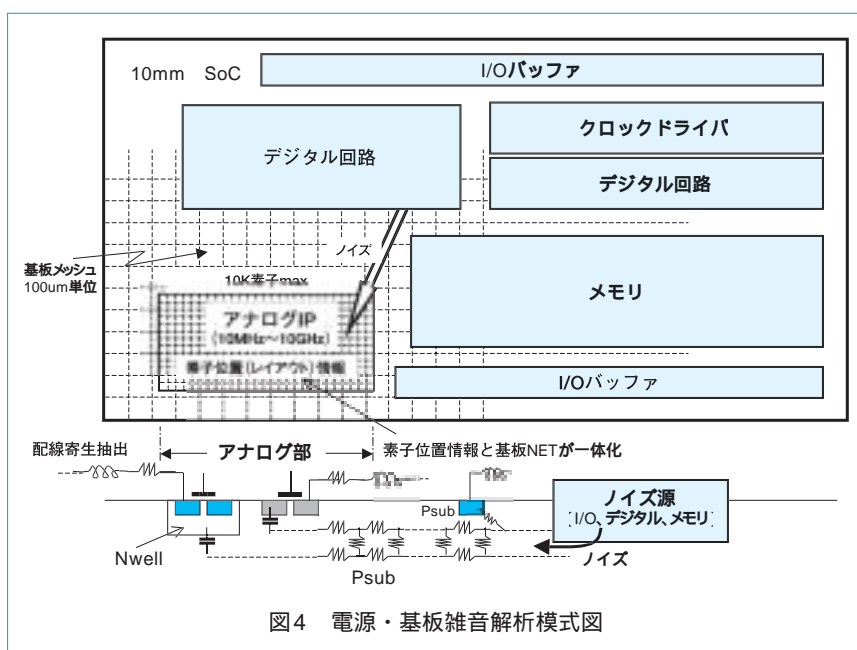 10mm SoC
I/Oバッファ
デジタル回路
クロックドライバ
デジタル回路
ノイズ
基板メッシュ
100um単位
10K素子max
メモリ
アナログIP
(10MHz~10GHz)
素子位置(レイアウト)情報
I/Oバッファ
配線寄生抽出
アナログ部
素子位置情報と基板NETが一体化
Psub
ノイズ源
[I/O、デジタル、メモリ]
Nwell
Psub
ノイズ
図4 電源・基板雑音解析模式図